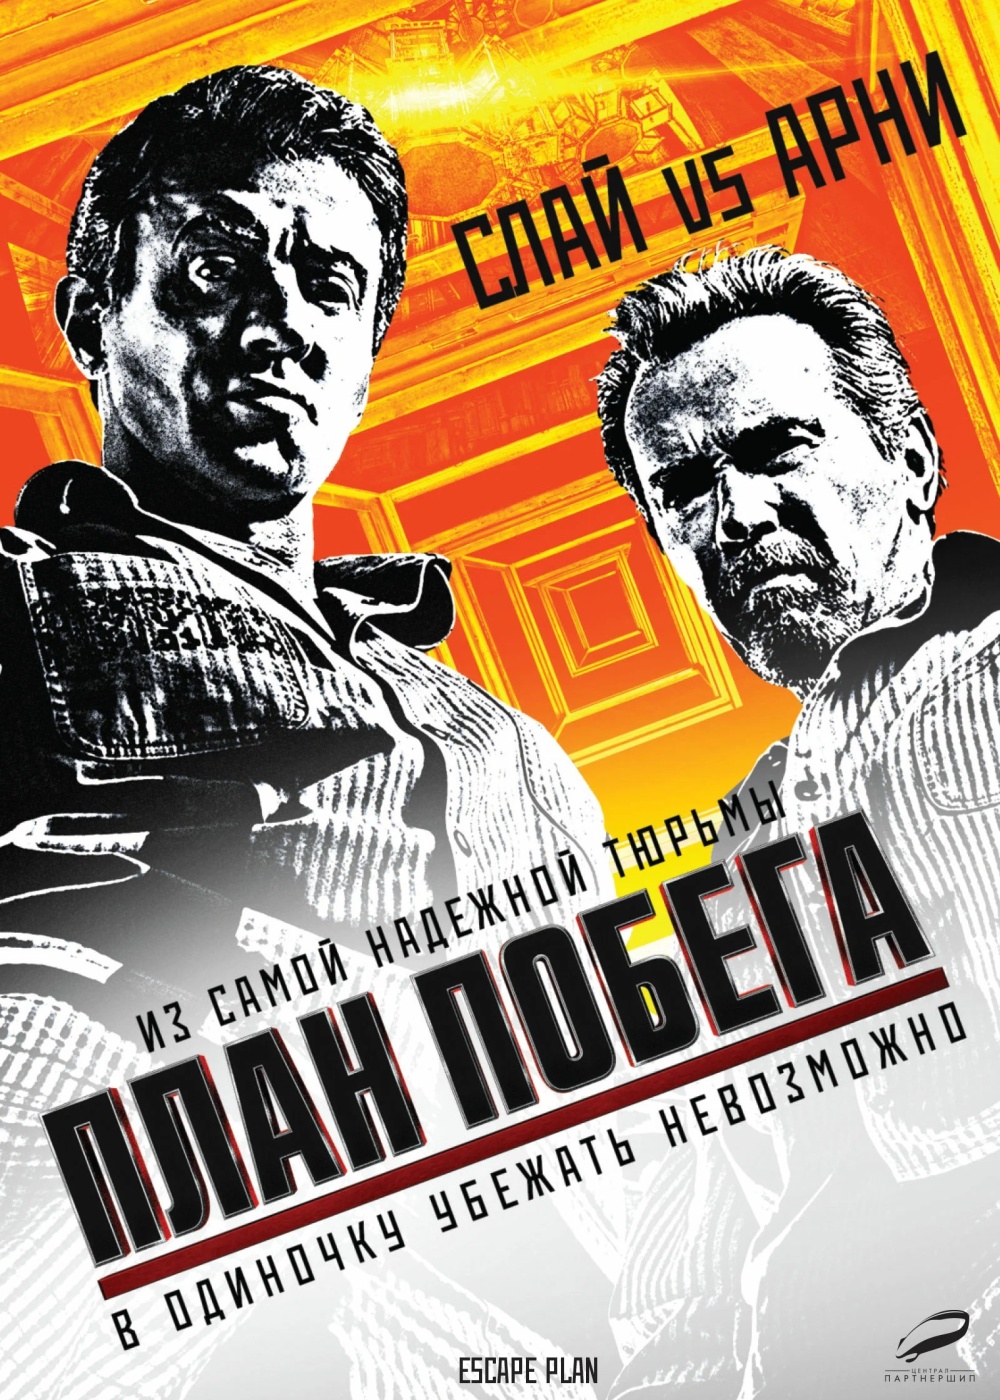 СЛАЙ vs АРНИ
ИЗ САМОЙ НАДЕЖНОЙ ТЮРЬМЫ
ПЛАН ПОБЕГА
В ОДИНОЧКУ УБЕЖАТЬ НЕВОЗМОЖНО
ESCAPE PLAN
ЦЕНТРАЛ
ПАРТНЕРШИП